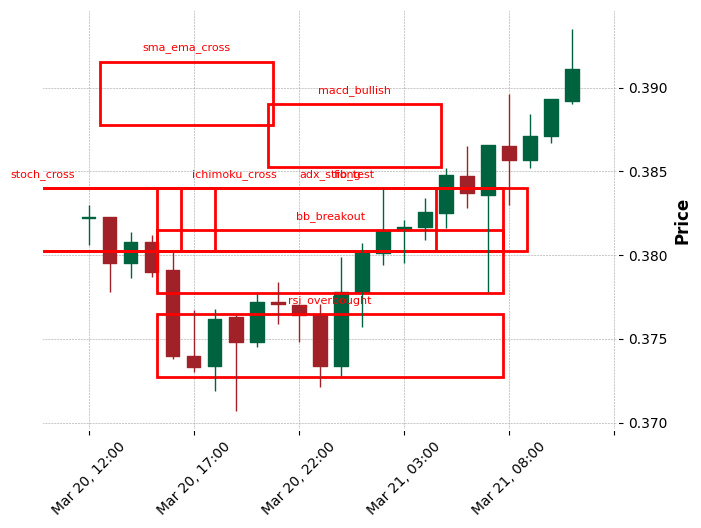 sma_ema_cross
macd_bullish
0.390
stoch_cross
ichimoku_cross
0.385
bb_breakout
Price
0.380
rsi_overbought
0.375
0.370
Mar 20, 12:00
Mar 20, 17:00
Mar 20, 22:00
Mar 21, 03:00
Mar 21, 08:00